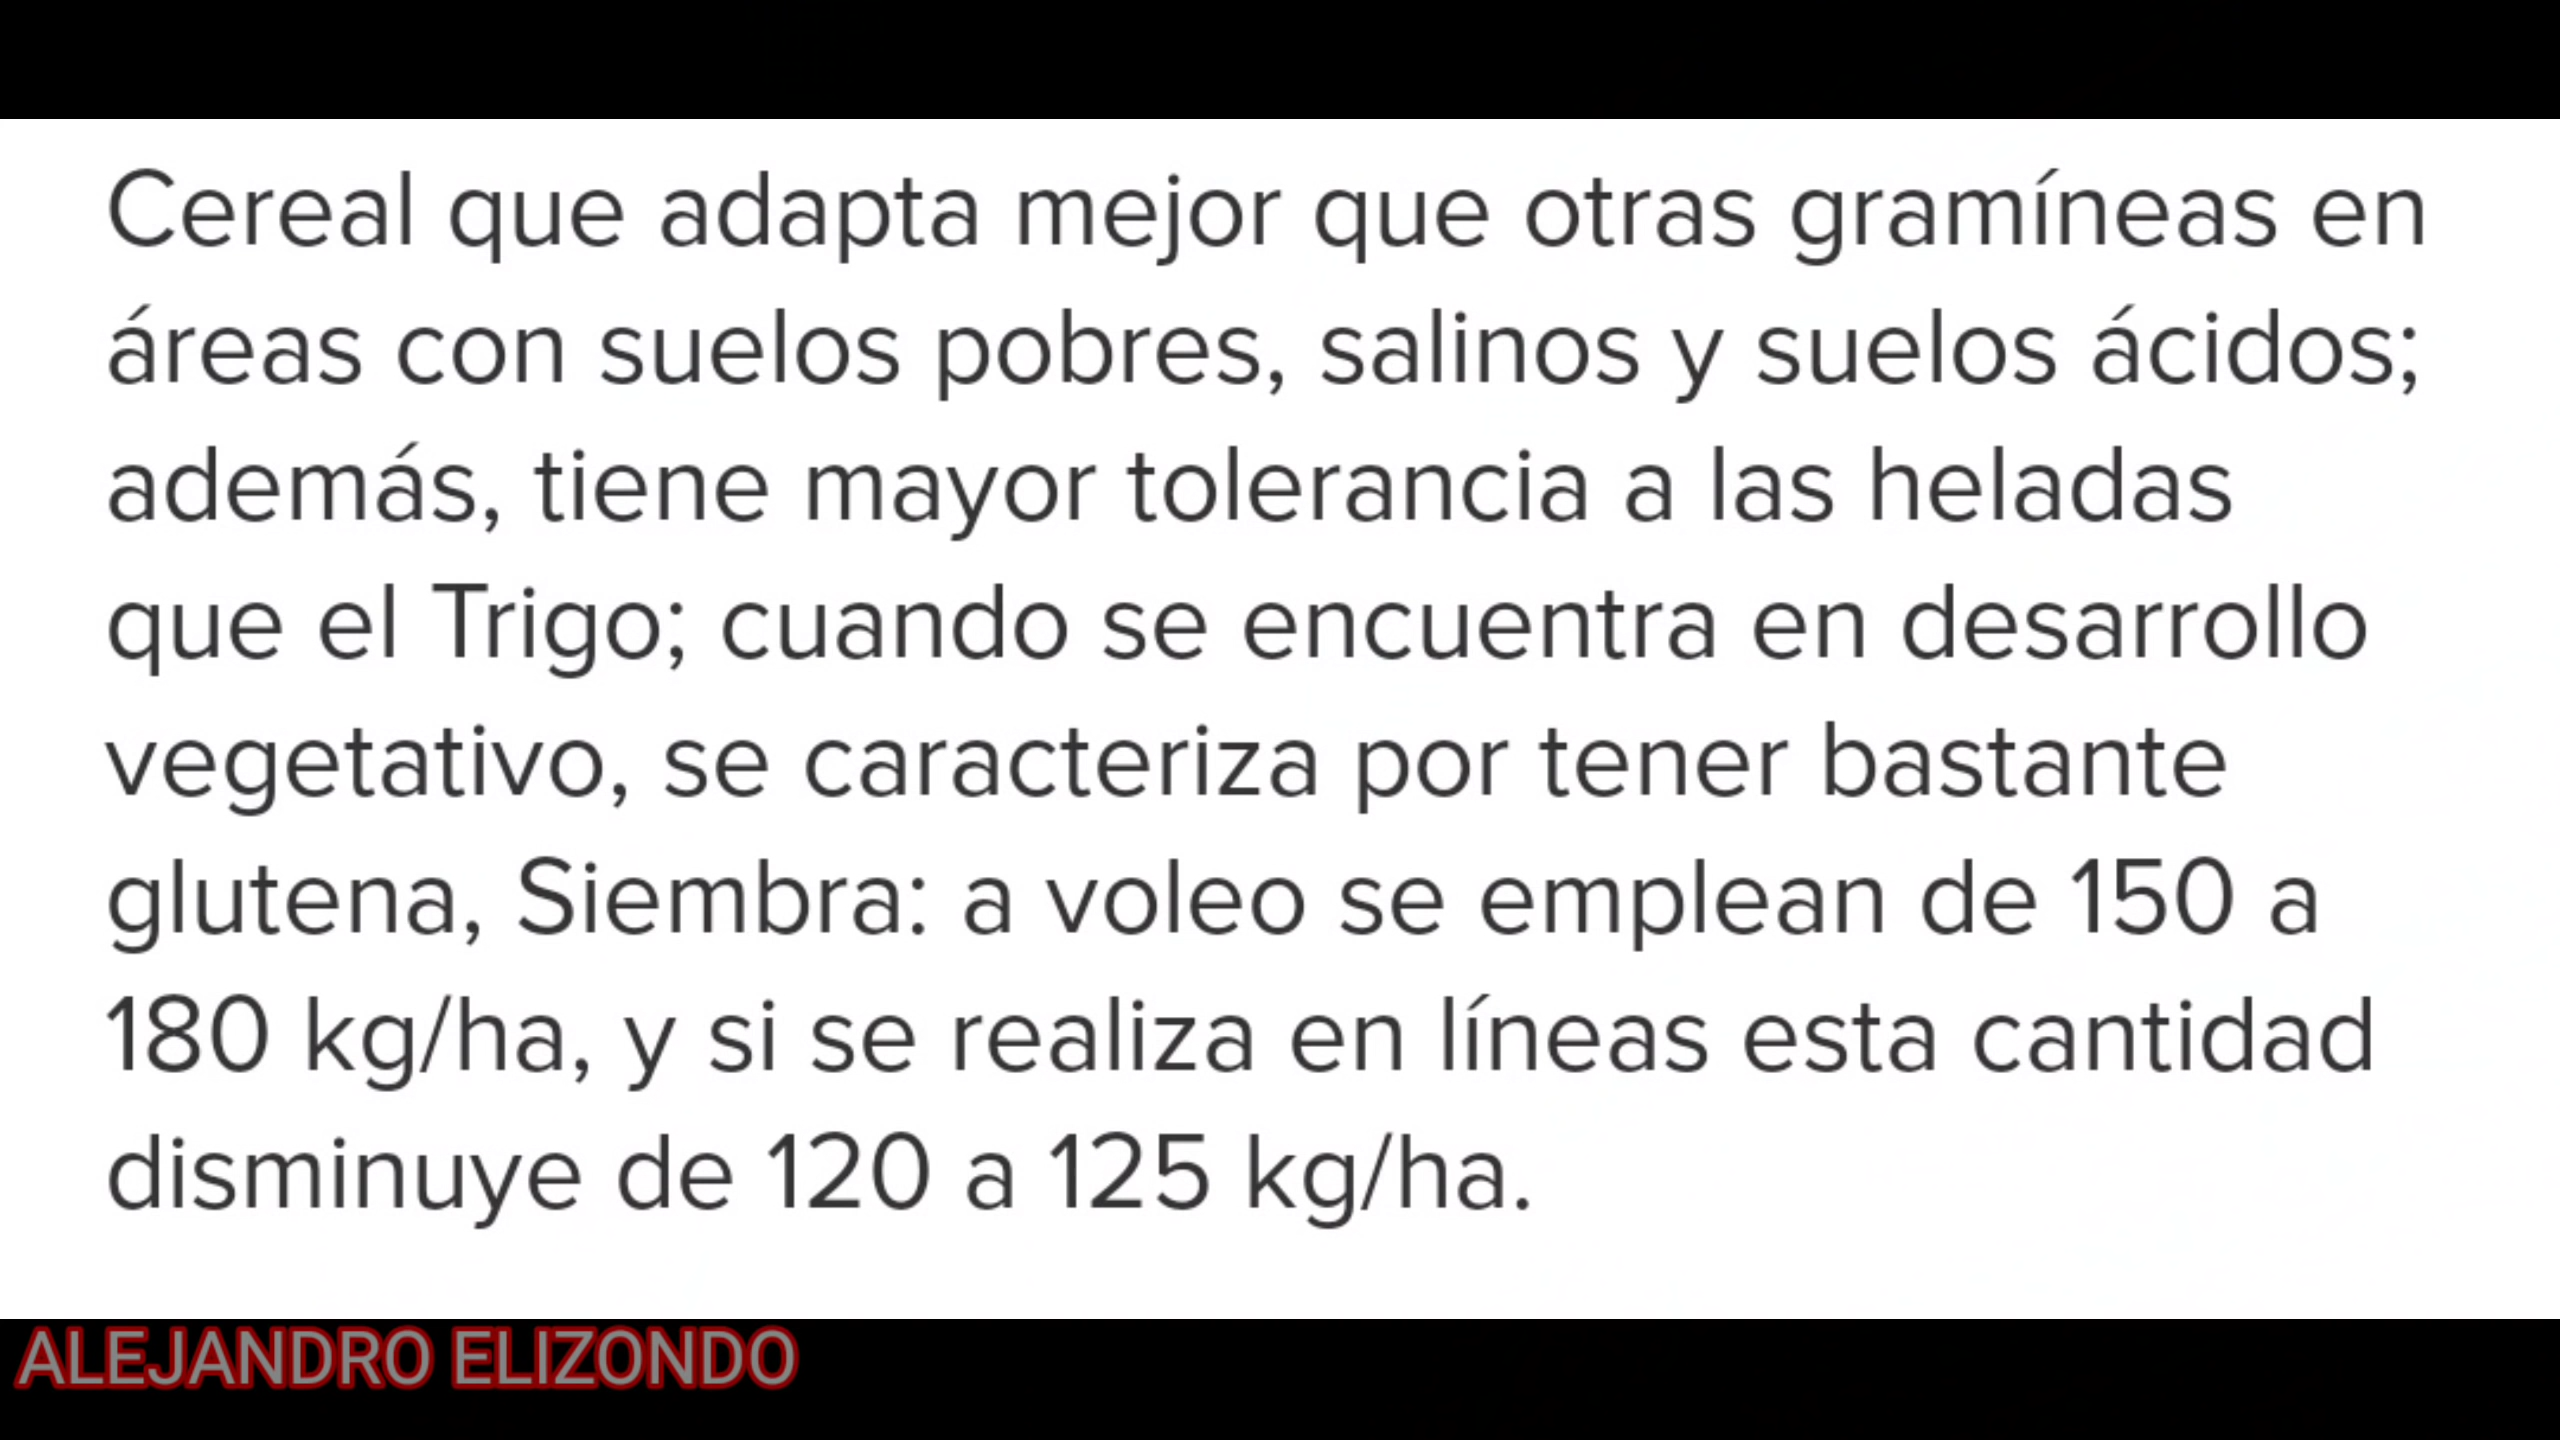 Cereal que adapta mejor que otras gramíneas en
áreas con suelos pobres, salinos y suelos ácidos;
además, tiene mayor tolerancia a las heladas
que el Trigo; cuando se encuentra en desarrollo
vegetativo, se caracteriza por tener bastante
glutena, Siembra: a voleo se emplean de 150 a
180 kg/ha, y si se realiza en líneas esta cantidad
disminuye de 120 a 125 kg/ha.
ALEJANDRO ELIZONDO